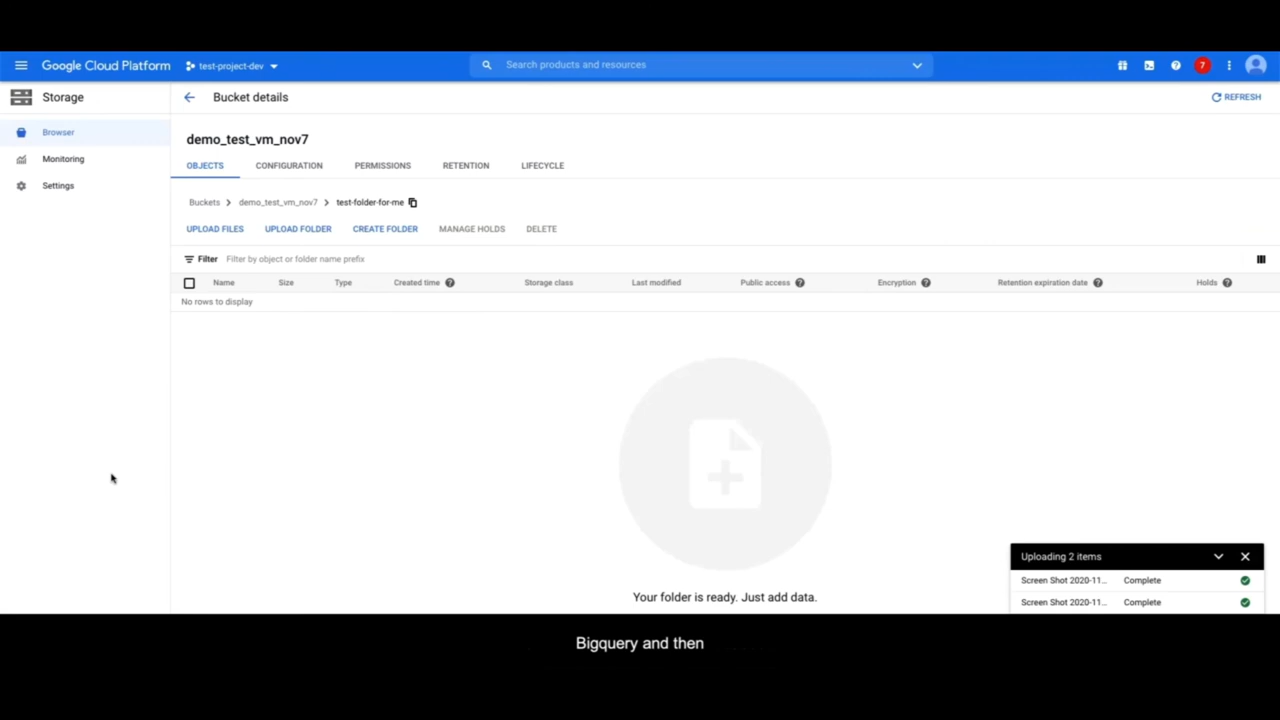 Google Cloud Platform test-project-dev Search products and resources 7
Storage Bucket details REFRESH
Browser
Monitoring
Settings
demo_test_vm_nov7
OBJECTS CONFIGURATION PERMISSIONS RETENTION LIFECYCLE
Buckets > demo_test_vm_nov7 > test-folder-for-me
UPLOAD FILES UPLOAD FOLDER CREATE FOLDER MANAGE HOLDS DELETE
Filter Filter by object or folder name prefix
Name Size Type Created time Storage class Last modified Public access Encryption Retention expiration date Holds
No rows to display
Your folder is ready. Just add data.
Uploading 2 items
Screen Shot 2020-11... Complete
Screen Shot 2020-11... Complete
Bigquery and then